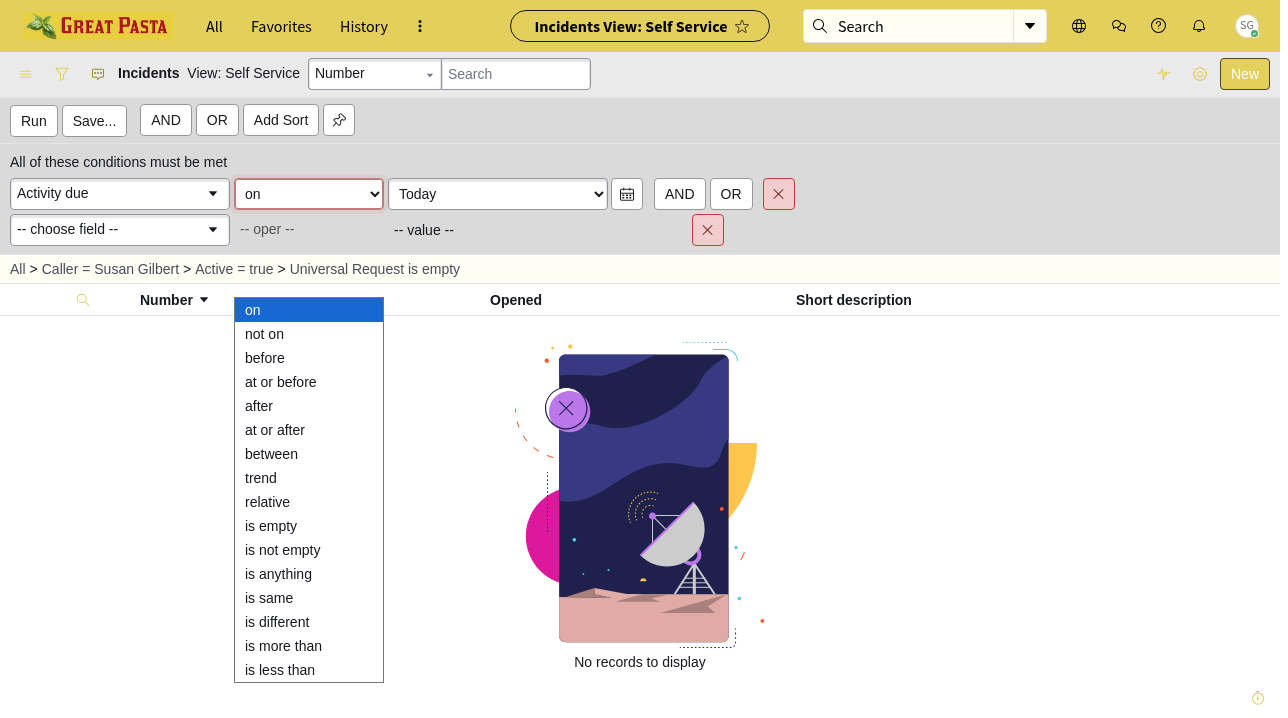 GREAT PASTA
All
Favorites
History
Incidents View: Self Service
Search
SG
Incidents View: Self Service
Number
Search
New
Run
Save...
AND
OR
Add Sort
All of these conditions must be met
Activity due
on
Today
AND
OR
-- choose field --
-- oper --
-- value --
All > Caller = Susan Gilbert > Active = true > Universal Request is empty
Number
Opened
Short description
on
not on
before
at or before
after
at or after
between
trend
relative
is empty
is not empty
is anything
is same
is different
is more than
is less than
No records to display